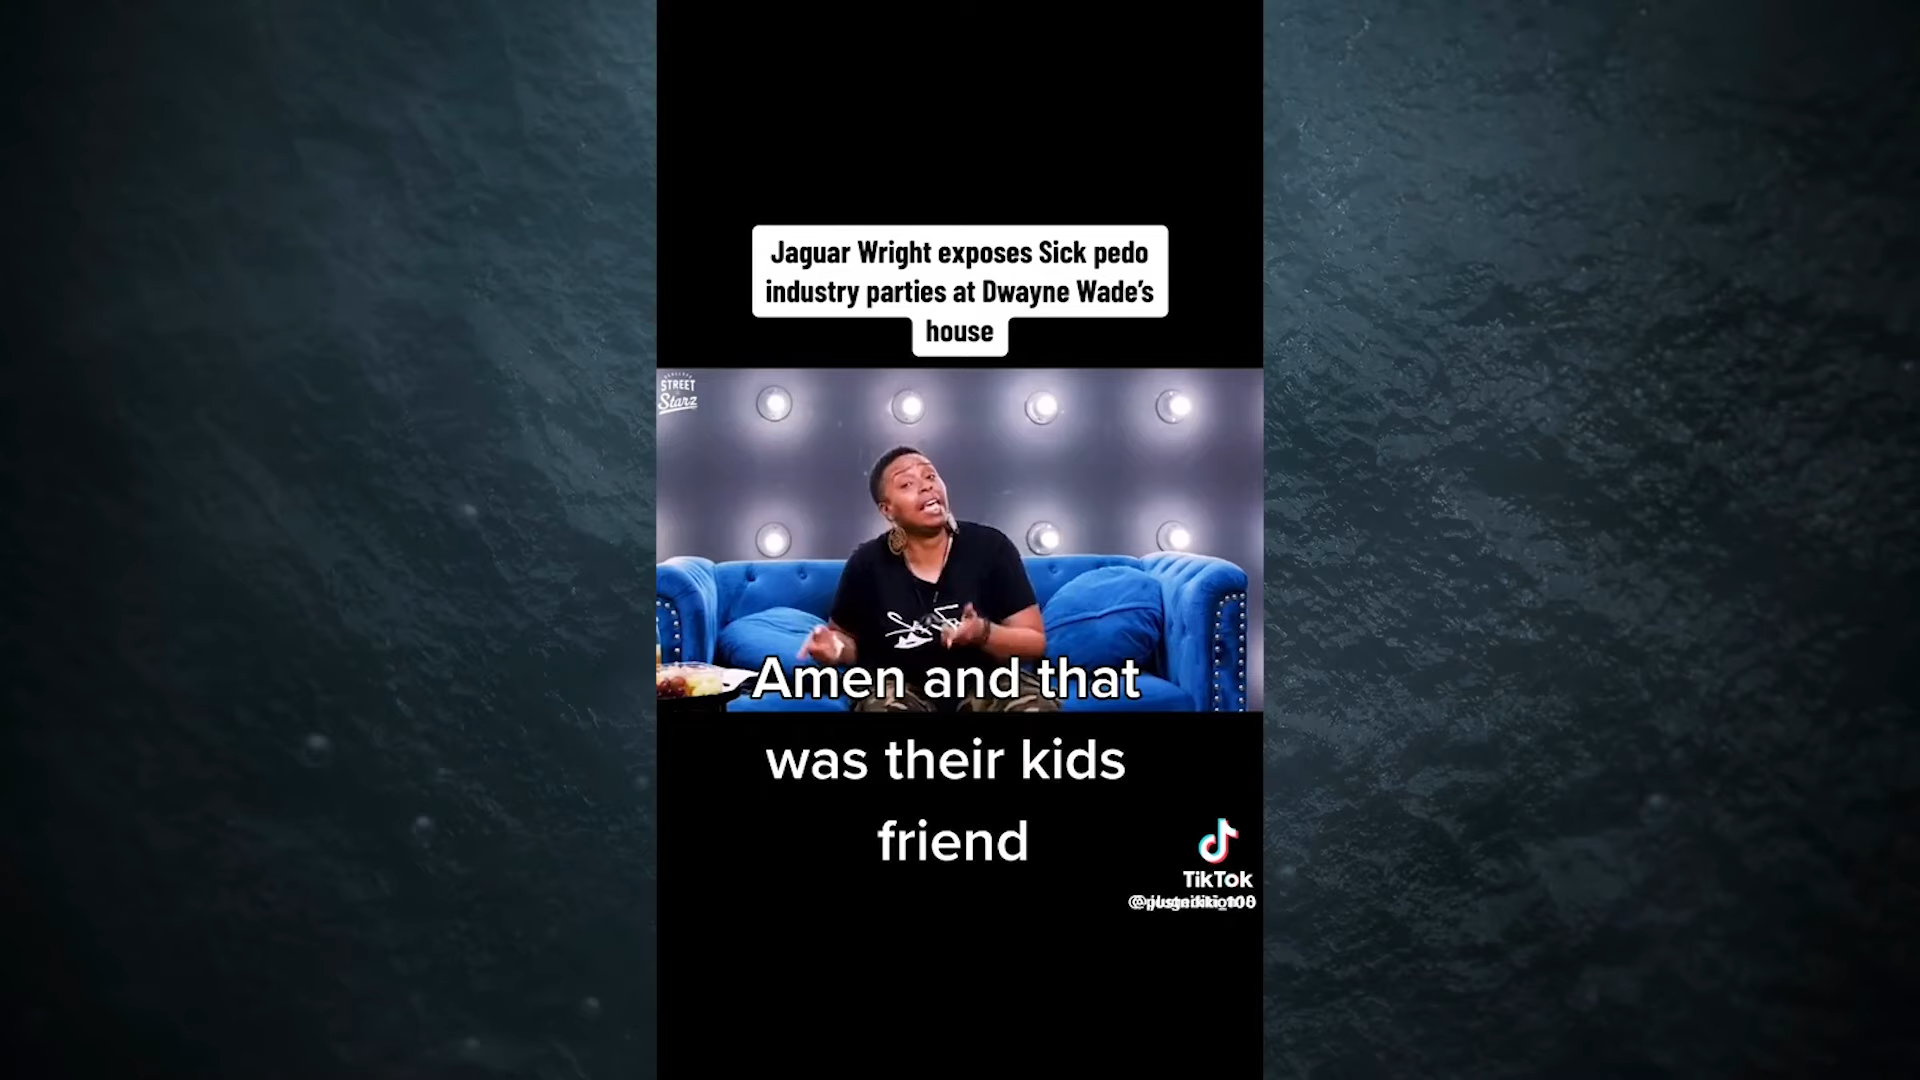 Jaguar Wright exposes Sick pedo
industry parties at Dwayne Wade's
house
STREET
Starz
Amen and that
was their kids
friend
TikTok